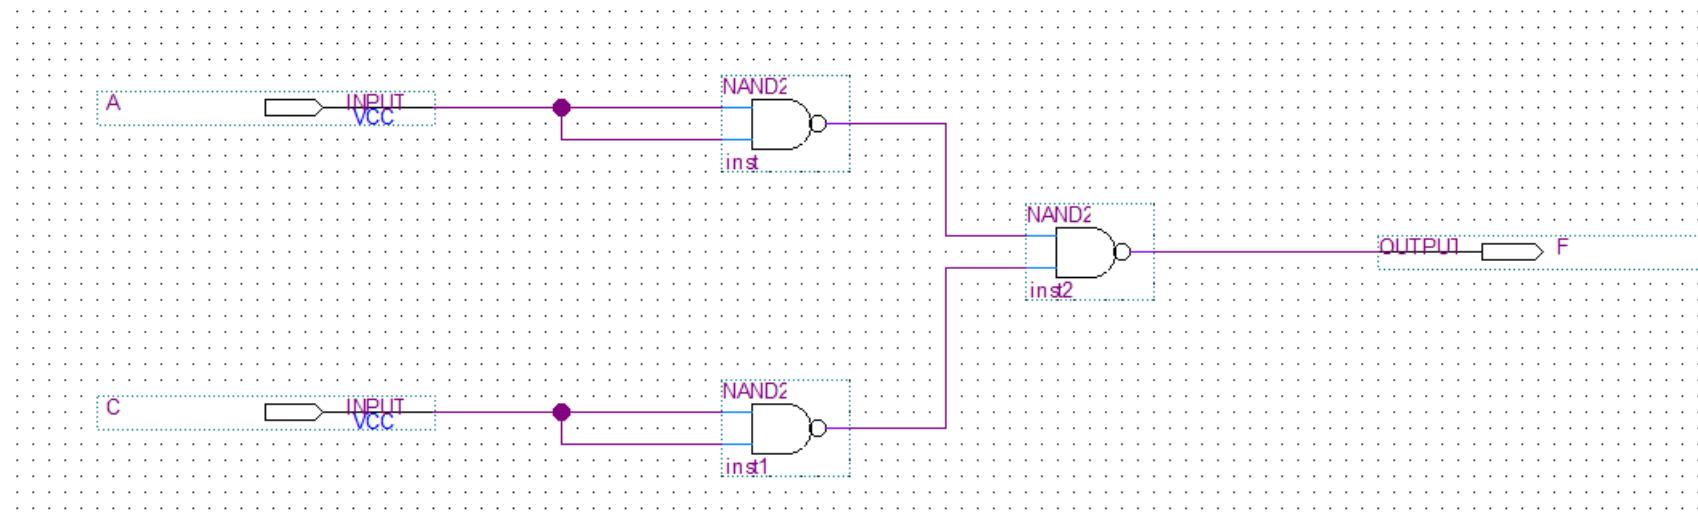 NAND2
A INPUT
VCC
inst
NAND2
OUTPUT F
inst2
NAND2
C INPUT
VCC
inst1